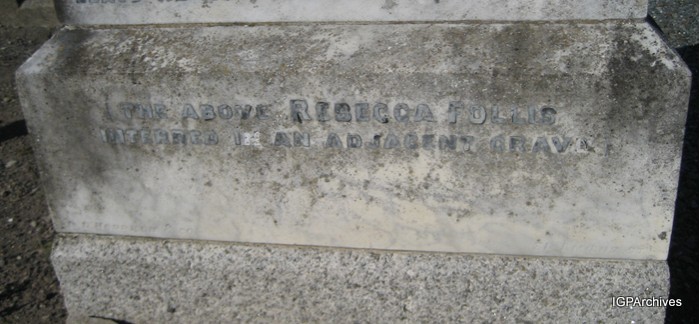 THE ABOVE REBECCA FOLLIS
INTERRED IN AN ADJACENT GRAVE
IGPArchives